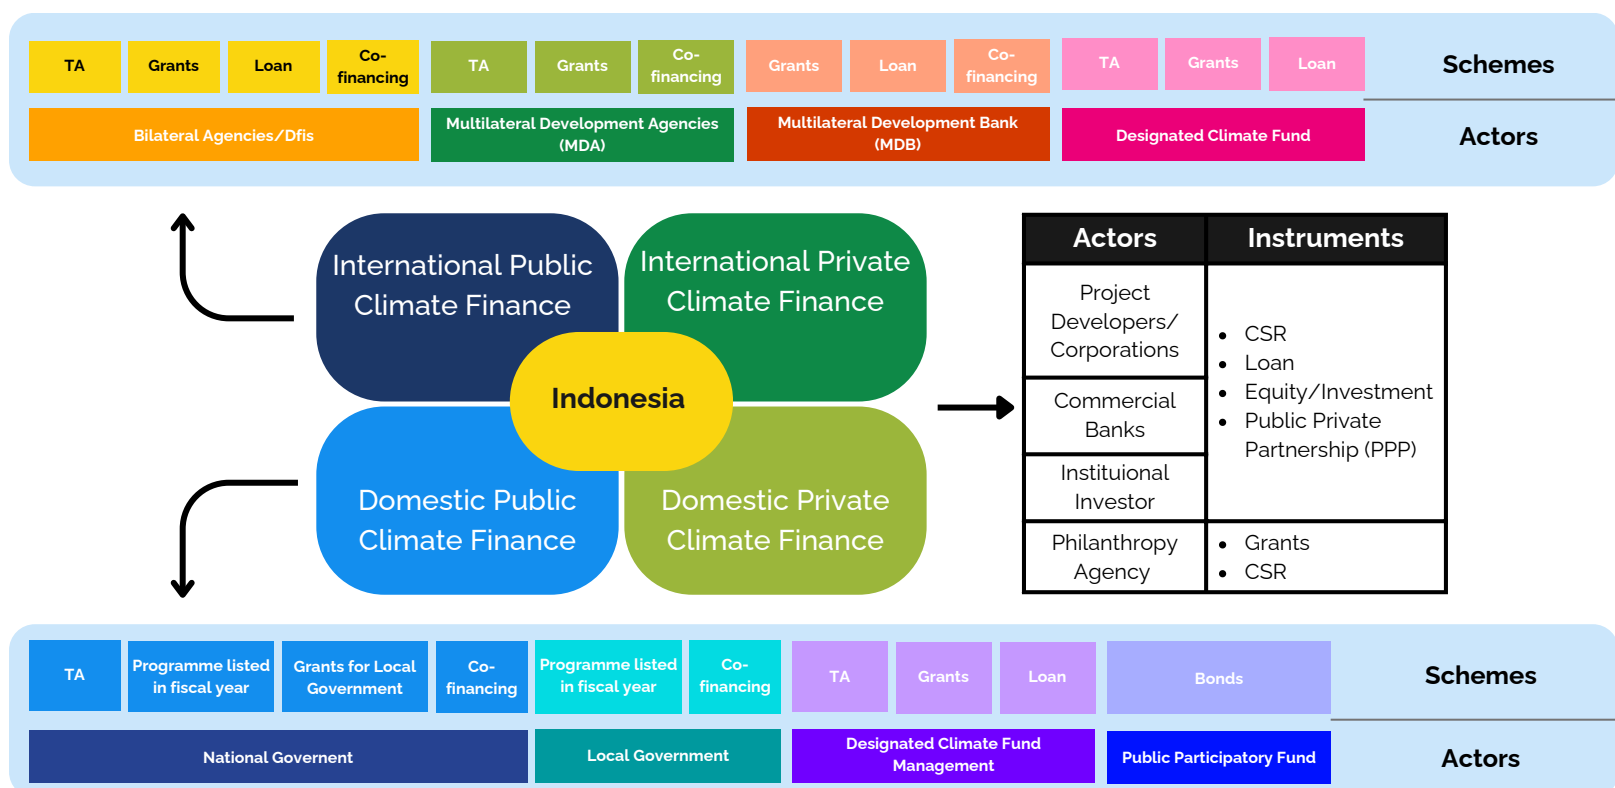 TA
Grants
Loan
Co-
financing
TA
Grants
Co-
financing
Grants
Loan
Co-
financing
TA
Grants
Loan
Schemes
Bilateral Agencies/Dfis
Multilateral Development Agencies
(MDA)
Multilateral Development Bank
(MDB)
Designated Climate Fund
Actors
International Public
Climate Finance
International Private
Climate Finance
Indonesia
Domestic Public
Climate Finance
Domestic Private
Climate Finance
Actors
Instruments
Project
Developers/
Corporations
Commercial
Banks
Instituional
Investor
• CSR
• Loan
• Equity/Investment
• Public Private
Partnership (PPP)
Philanthropy
Agency
• Grants
• CSR
TA
Programme listed
in fiscal year
Grants for Local
Government
Co-
financing
Programme listed
in fiscal year
Co-
financing
TA
Grants
Loan
Bonds
Schemes
National Governent
Local Government
Designated Climate Fund
Management
Public Participatory Fund
Actors